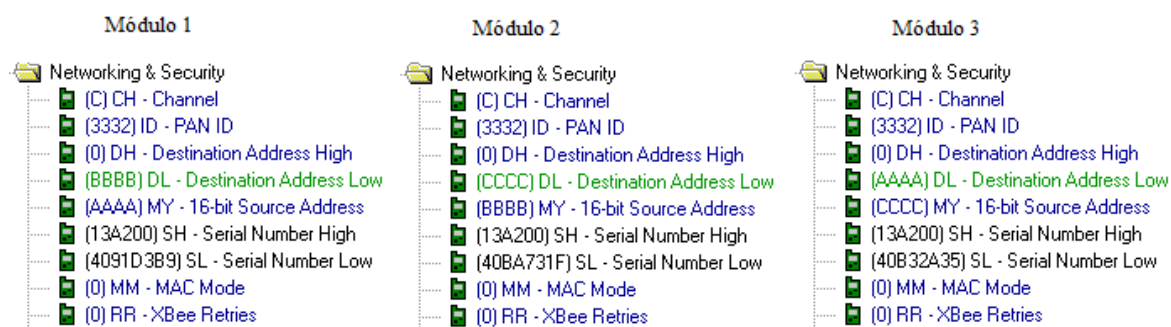 Módulo 1
Networking & Security
(C) CH - Channel
(3332) ID - PAN ID
(0) DH - Destination Address High
(BBBB) DL - Destination Address Low
(AAAA) MY - 16-bit Source Address
(13A200) SH - Serial Number High
(4091D3B9) SL - Serial Number Low
(0) MM - MAC Mode
(0) RR - XBee Retries
Módulo 2
Networking & Security
(C) CH - Channel
(3332) ID - PAN ID
(0) DH - Destination Address High
(CCCC) DL - Destination Address Low
(BBBB) MY - 16-bit Source Address
(13A200) SH - Serial Number High
(40BA731F) SL - Serial Number Low
(0) MM - MAC Mode
(0) RR - XBee Retries
Módulo 3
Networking & Security
(C) CH - Channel
(3332) ID - PAN ID
(0) DH - Destination Address High
(AAAA) DL - Destination Address Low
(CCCC) MY - 16-bit Source Address
(13A200) SH - Serial Number High
(40B32A35) SL - Serial Number Low
(0) MM - MAC Mode
(0) RR - XBee Retries